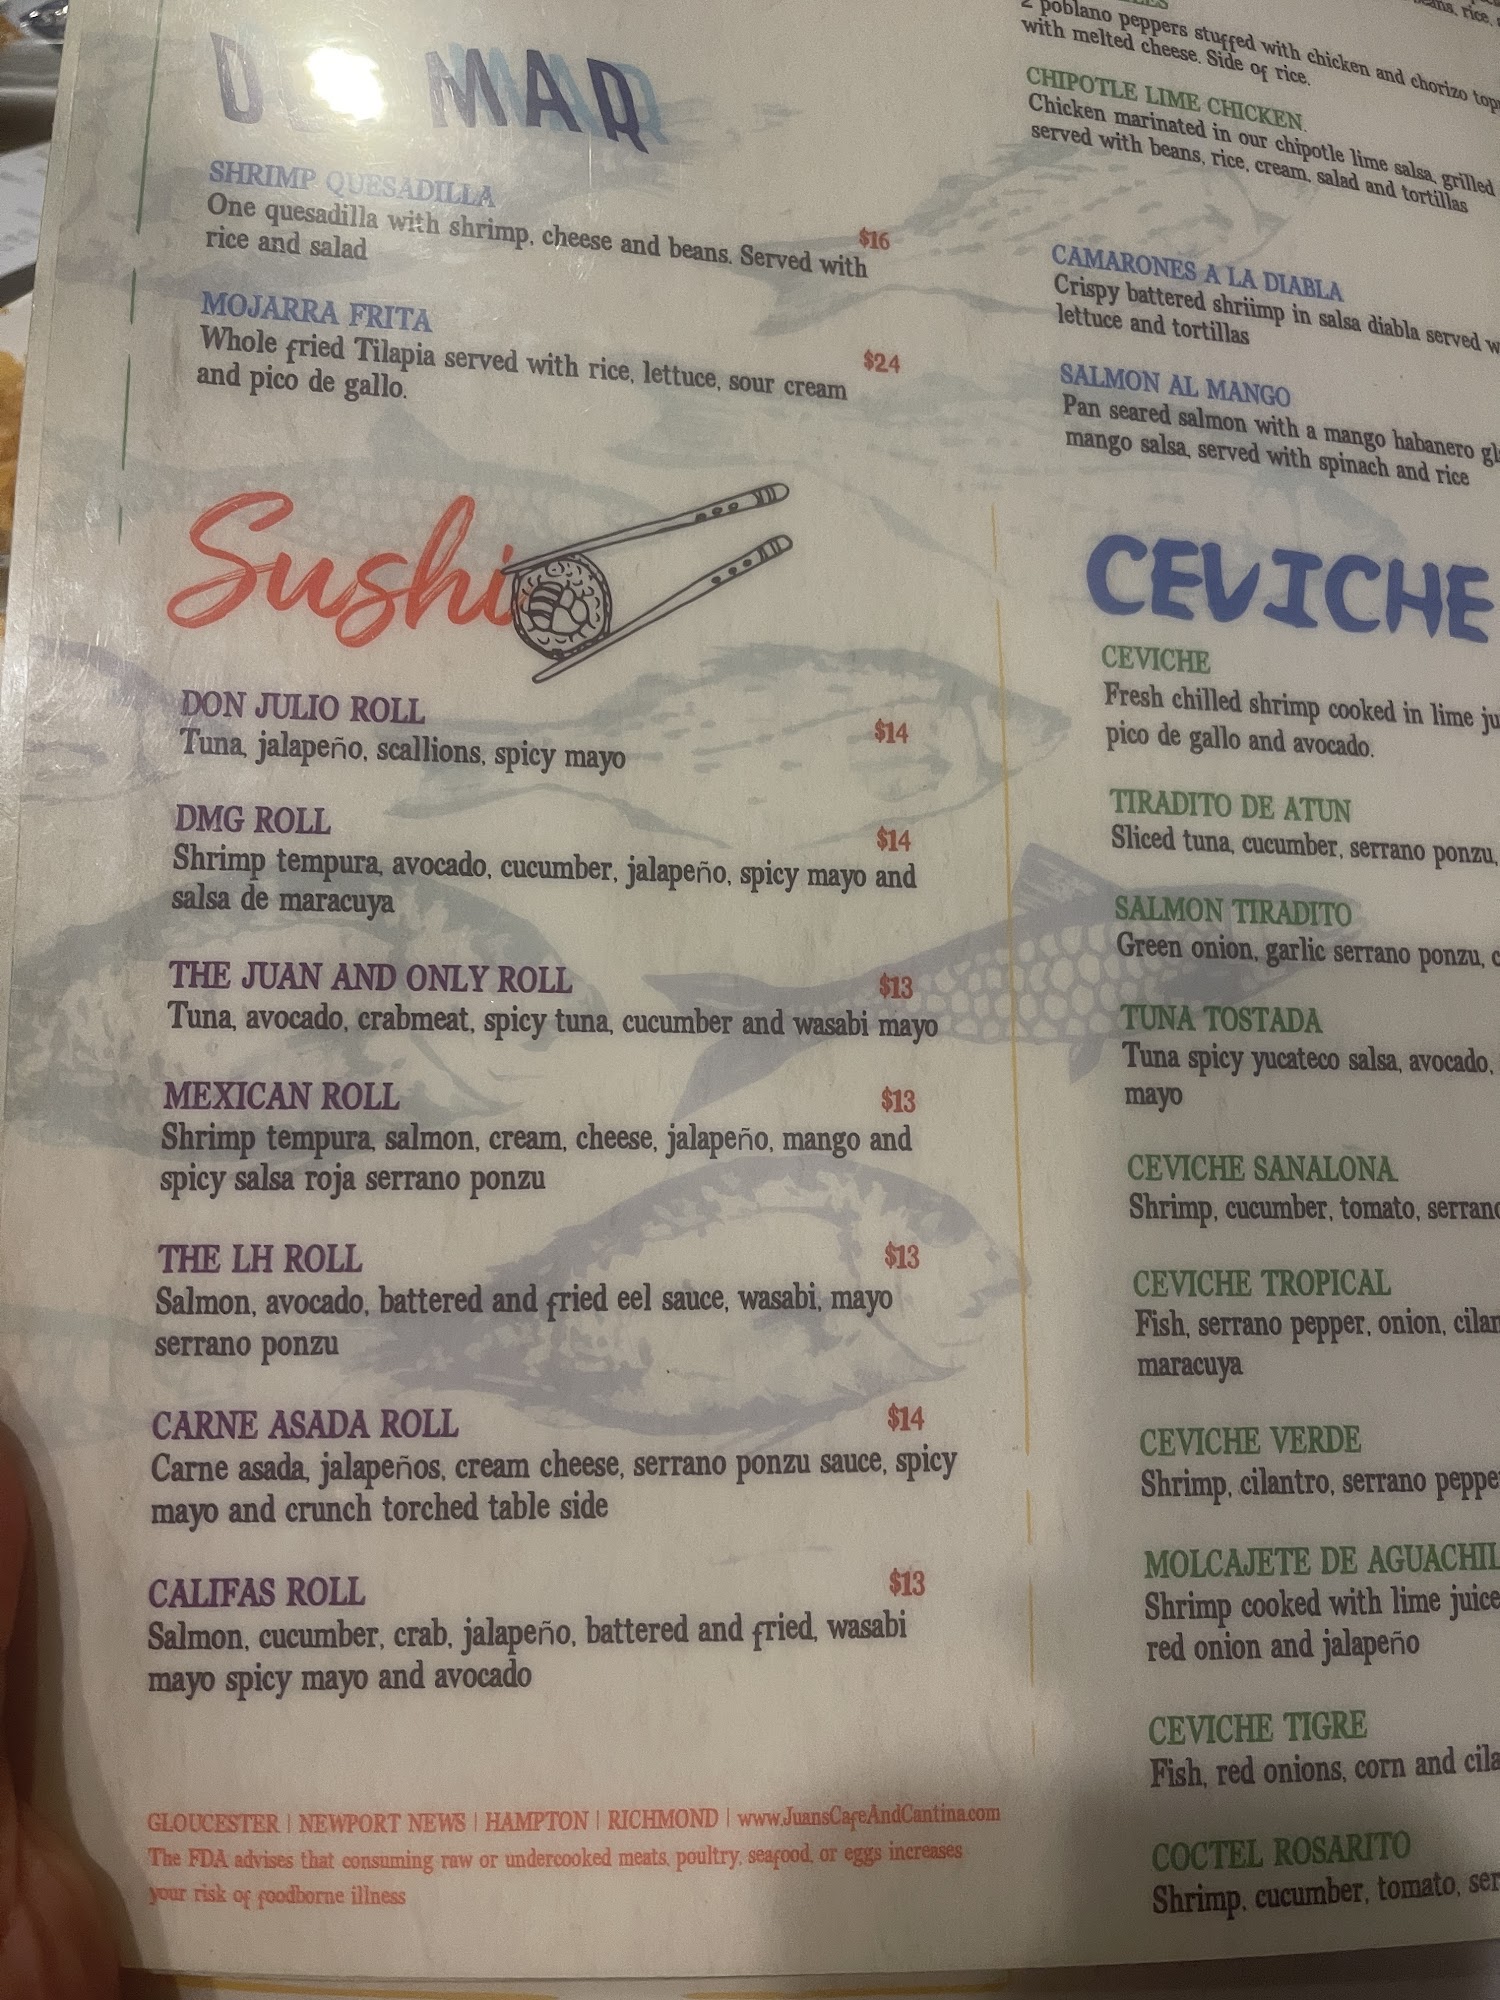 DEL MAR
SHRIMP QUESADILLA
One quesadilla with shrimp, cheese and beans. Served with $16
rice and salad
MOJARRA FRITA
Whole fried Tilapia served with rice, lettuce, sour cream $24
and pico de gallo.
Sushi
DON JULIO ROLL
Tuna, jalapeño, scallions, spicy mayo $14
DMG ROLL $14
Shrimp tempura, avocado, cucumber, jalapeño, spicy mayo and
salsa de maracuya
THE JUAN AND ONLY ROLL $13
Tuna, avocado, crabmeat, spicy tuna, cucumber and wasabi mayo
MEXICAN ROLL $13
Shrimp tempura, salmon, cream, cheese, jalapeño, mango and
spicy salsa roja serrano ponzu
THE LH ROLL $13
Salmon, avocado, battered and fried eel sauce, wasabi, mayo
serrano ponzu
CARNE ASADA ROLL $14
Carne asada, jalapeños, cream cheese, serrano ponzu sauce, spicy
mayo and crunch torched table side
CALIFAS ROLL $13
Salmon, cucumber, crab, jalapeño, battered and fried, wasabi
mayo spicy mayo and avocado
GLOUCESTER | NEWPORT NEWS | HAMPTON | RICHMOND | www.JuansCafeAndCantina.com
The FDA advises that consuming raw or undercooked meats, poultry, seafood, or eggs increases
your risk of foodborne illness
2 poblano peppers stuffed with chicken and chorizo
with melted cheese. Side of rice.
CHIPOTLE LIME CHICKEN
Chicken marinated in our chipotle lime salsa, grilled
served with beans, rice, cream, salad and tortillas
CAMARONES A LA DIABLA
Crispy battered shriimp in salsa diabla served
lettuce and tortillas
SALMON AL MANGO
Pan seared salmon with a mango habanero
mango salsa, served with spinach and rice
CEVICHE
CEVICHE
Fresh chilled shrimp cooked in lime
pico de gallo and avocado.
TIRADITO DE ATUN
Sliced tuna, cucumber, serrano ponzu,
SALMON TIRADITO
Green onion, garlic serrano ponzu,
TUNA TOSTADA
Tuna spicy yucateco salsa, avocado,
mayo
CEVICHE SANALONA
Shrimp, cucumber, tomato,
CEVICHE TROPICAL
Fish, serrano pepper, onion,
maracuya
CEVICHE VERDE
Shrimp, cilantro, serrano
MOLCAJETE DE
Shrimp cooked with lime juice
red onion and jalapeño
CEVICHE TIGRE
Fish, red onions, corn and
COCTEL ROSARITO
Shrimp, cucumber, tomato,